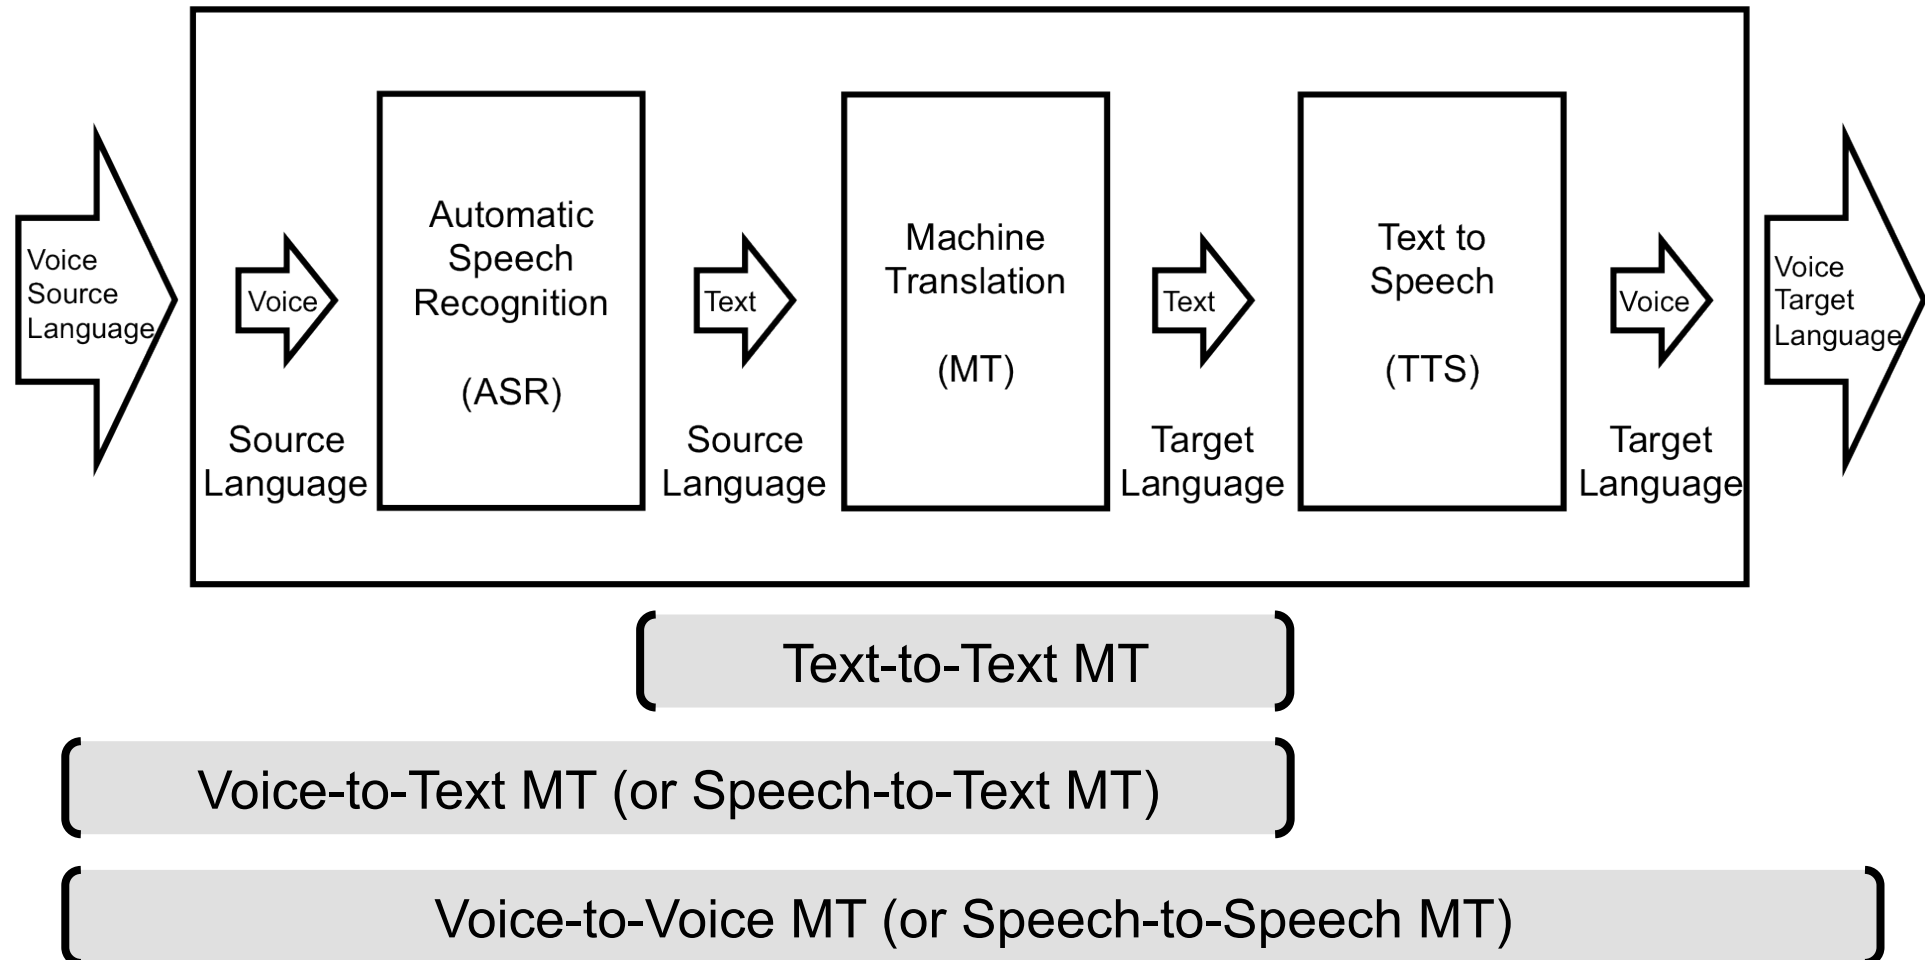 Voice
Source
Language
Voice
Source
Language
Automatic
Speech
Recognition
(ASR)
Text
Source
Language
Machine
Translation
(MT)
Text
Target
Language
Text to
Speech
(TTS)
Voice
Target
Language
Voice
Target
Language
Text-to-Text MT
Voice-to-Text MT (or Speech-to-Text MT)
Voice-to-Voice MT (or Speech-to-Speech MT)